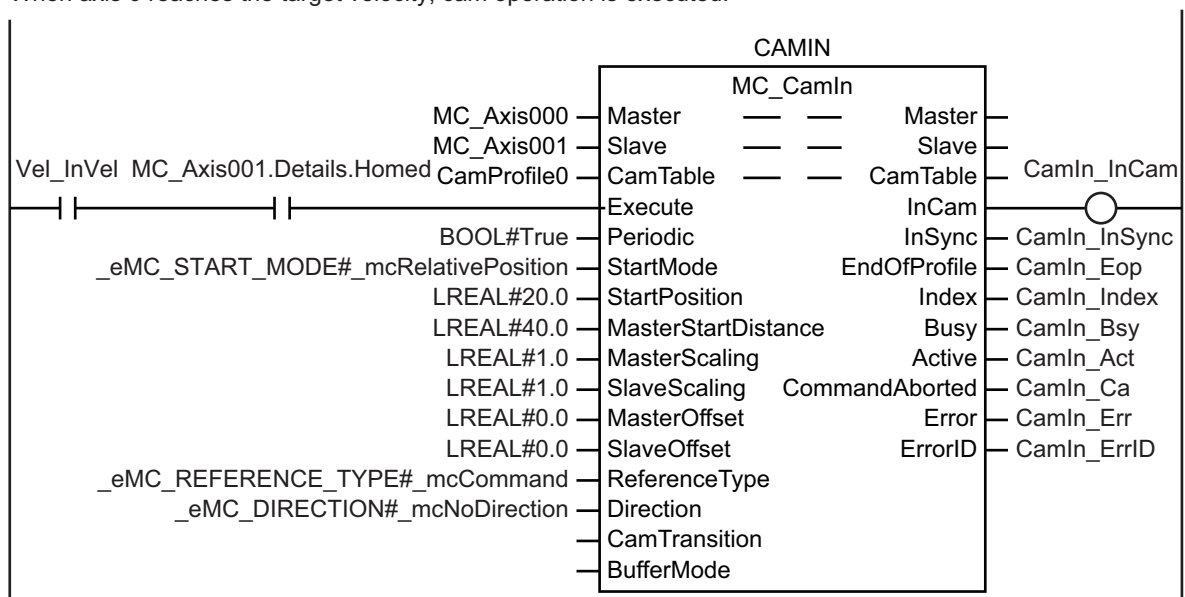 When axis 0 reaches the target velocity, cam operation is executed.
CAMIN
MC_CamIn
MC_Axis000 Master Master
MC_Axis001 Slave Slave
Vel_InVel MC_Axis001.Details.Homed CamProfile0 CamTable CamTable CamIn_InCam
Execute InCam
BOOL#True Periodic InSync CamIn_InSync
_eMC_START_MODE#_mcRelativePosition StartMode EndOfProfile CamIn_Eop
LREAL#20.0 StartPosition Index CamIn_Index
LREAL#40.0 MasterStartDistance Busy CamIn_Bsy
LREAL#1.0 MasterScaling Active CamIn_Act
LREAL#1.0 SlaveScaling CommandAborted CamIn_Ca
LREAL#0.0 MasterOffset Error CamIn_Err
LREAL#0.0 SlaveOffset ErrorID CamIn_ErrID
_eMC_REFERENCE_TYPE#_mcCommand ReferenceType
_eMC_DIRECTION#_mcNoDirection Direction
CamTransition
BufferMode